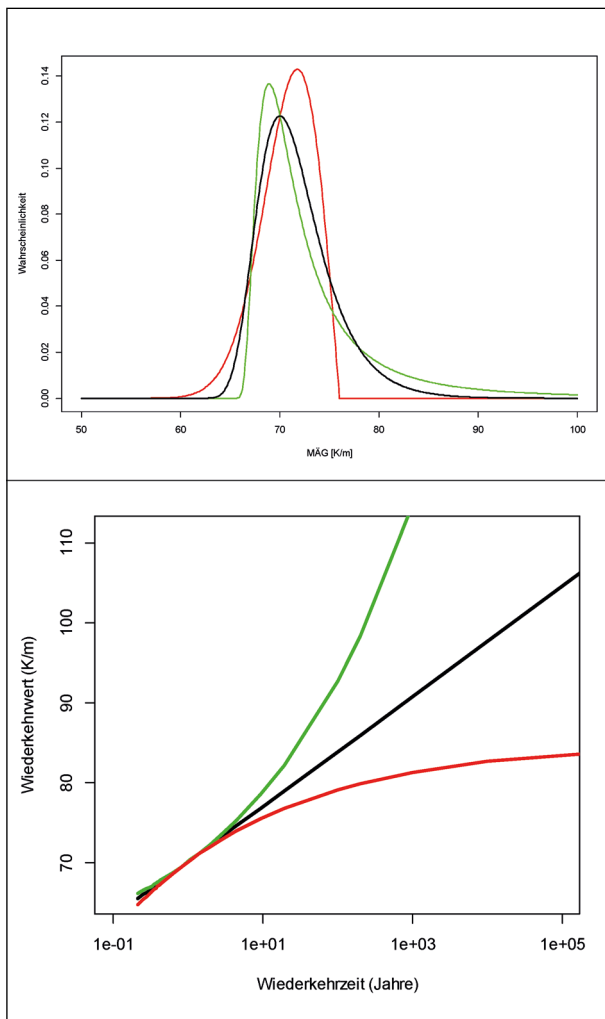 0.14
0.12
0.10
0.08
0.06
0.04
0.02
0.00
Wahrscheinlichkeit
50 60 70 80 90 100
MÄG [K/m]
110
100
90
80
70
Wiederkehrwert (K/m)
1e-01 1e+01 1e+03 1e+05
Wiederkehrzeit (Jahre)